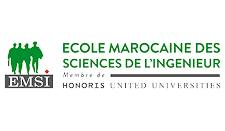 EMSI
ECOLE MAROCAINE DES
SCIENCES DE L'INGENIEUR
Membre de
HONORIS UNITED UNIVERSITIES